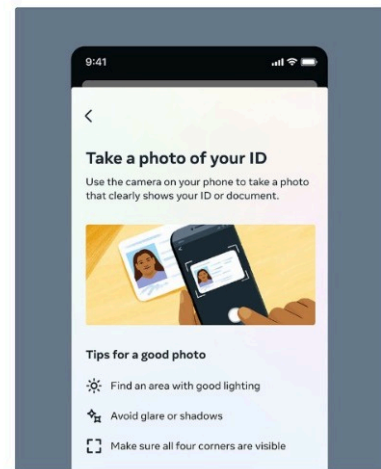 9:41
Take a photo of your ID
Use the camera on your phone to take a photo
that clearly shows your ID or document.
Tips for a good photo
Find an area with good lighting
Avoid glare or shadows
Make sure all four corners are visible